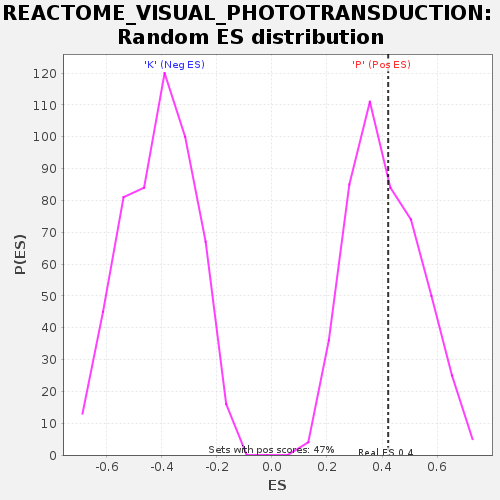 REACTOME_VISUAL_PHOTOTRANSDUCTION:
Random ES distribution
'K' (Neg ES) 'P' (Pos ES)
120
110
100
90
80
70
60
50
40
30
20
10
0
P(ES)
Sets with pos scores: 47%
Real ES 0.4
-0.6 -0.4 -0.2 0.0 0.2 0.4 0.6
ES